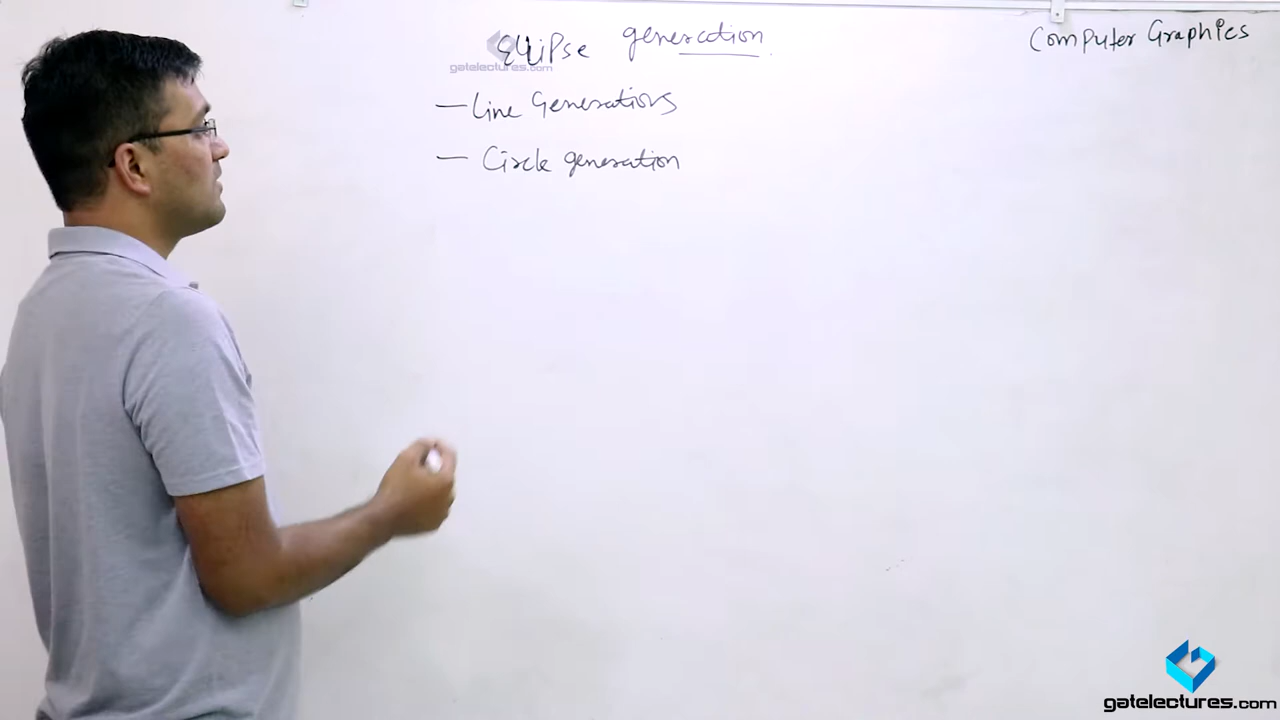 Ellipse generation
Computer Graphics
gatelectures.com
— Line Generations
— Circle generation
gatelectures.com